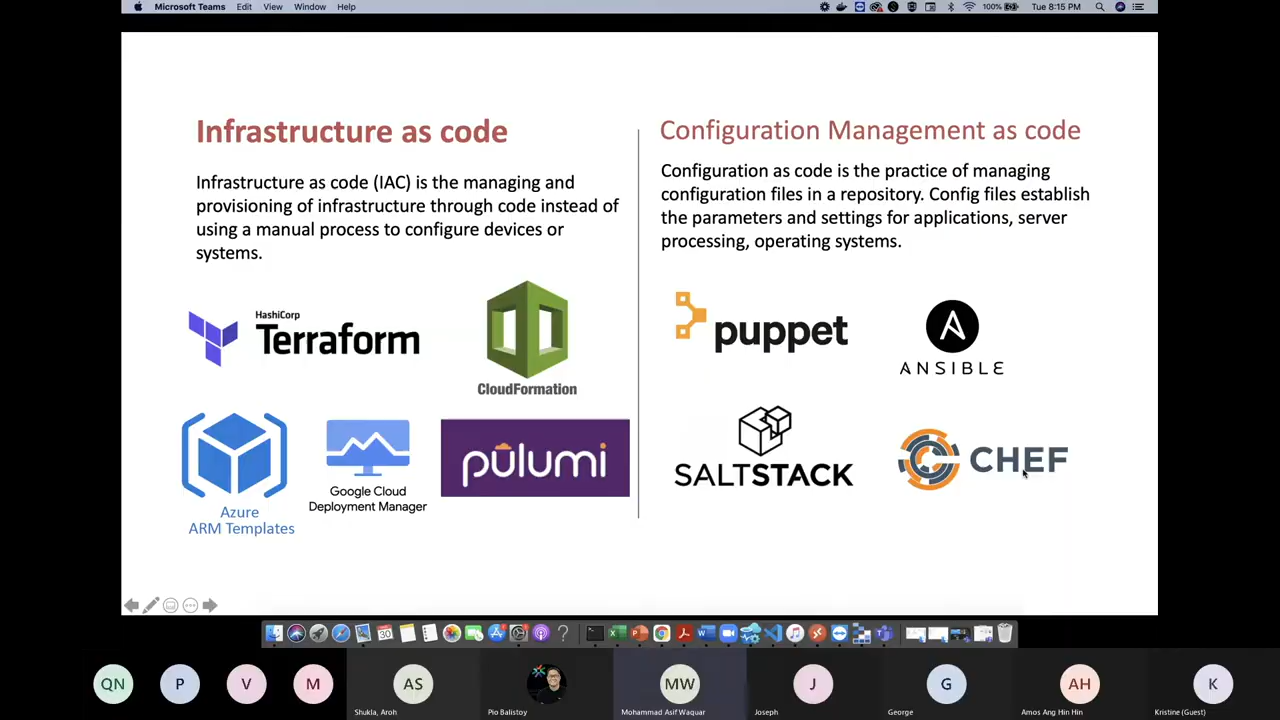 Microsoft Teams Edit View Window Help
100% Tue 8:15 PM
Infrastructure as code
Infrastructure as code (IAC) is the managing and
provisioning of infrastructure through code instead of
using a manual process to configure devices or
systems.
HashiCorp
Terraform
CloudFormation
Azure
ARM Templates
Google Cloud
Deployment Manager
pulumi
Configuration Management as code
Configuration as code is the practice of managing
configuration files in a repository. Config files establish
the parameters and settings for applications, server
processing, operating systems.
puppet
ANSIBLE
SALTSTACK
CHEF
30
QN P V M AS MW J G AH K
Shukla, Aroh Pio Balistoy Mohammad Asif Waquar Joseph George Amos Ang Hin Hin Kristine (Guest)